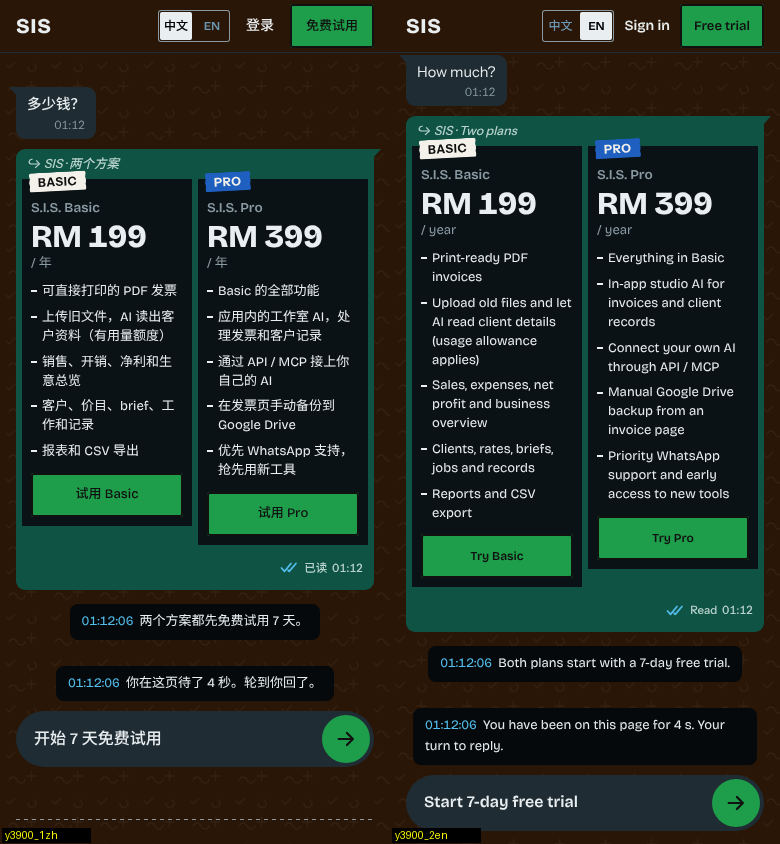 SIS
中文 EN
登录
免费试用
多少钱？
01:12
↪ SIS · 两个方案
BASIC
S.I.S. Basic
RM 199
/ 年
– 可直接打印的 PDF 发票
– 上传旧文件，AI 读出客
户资料（有用量额度）
– 销售、开销、净利和生
意总览
– 客户、价目、brief、工
作和记录
– 报表和 CSV 导出
试用 Basic
PRO
S.I.S. Pro
RM 399
/ 年
– Basic 的全部功能
– 应用内的工作室 AI，处
理发票和客户记录
– 通过 API / MCP 接上你
自己的 AI
– 在发票页手动备份到
Google Drive
– 优先 WhatsApp 支持，
抢先用新工具
试用 Pro
已读 01:12
01:12:06 两个方案都先免费试用 7 天。
01:12:06 你在这页待了 4 秒。轮到你回了。
开始 7 天免费试用
y3900_1zh
SIS
中文 EN
Sign in
Free trial
How much?
01:12
↪ SIS · Two plans
BASIC
S.I.S. Basic
RM 199
/ year
– Print-ready PDF
invoices
– Upload old files and let
AI read client details
(usage allowance
applies)
– Sales, expenses, net
profit and business
overview
– Clients, rates, briefs,
jobs and records
– Reports and CSV
export
Try Basic
PRO
S.I.S. Pro
RM 399
/ year
– Everything in Basic
– In-app studio AI for
invoices and client
records
– Connect your own AI
through API / MCP
– Manual Google Drive
backup from an
invoice page
– Priority WhatsApp
support and early
access to new tools
Try Pro
Read 01:12
01:12:06 Both plans start with a 7-day free trial.
01:12:06 You have been on this page for 4 s. Your
turn to reply.
Start 7-day free trial
y3900_2en